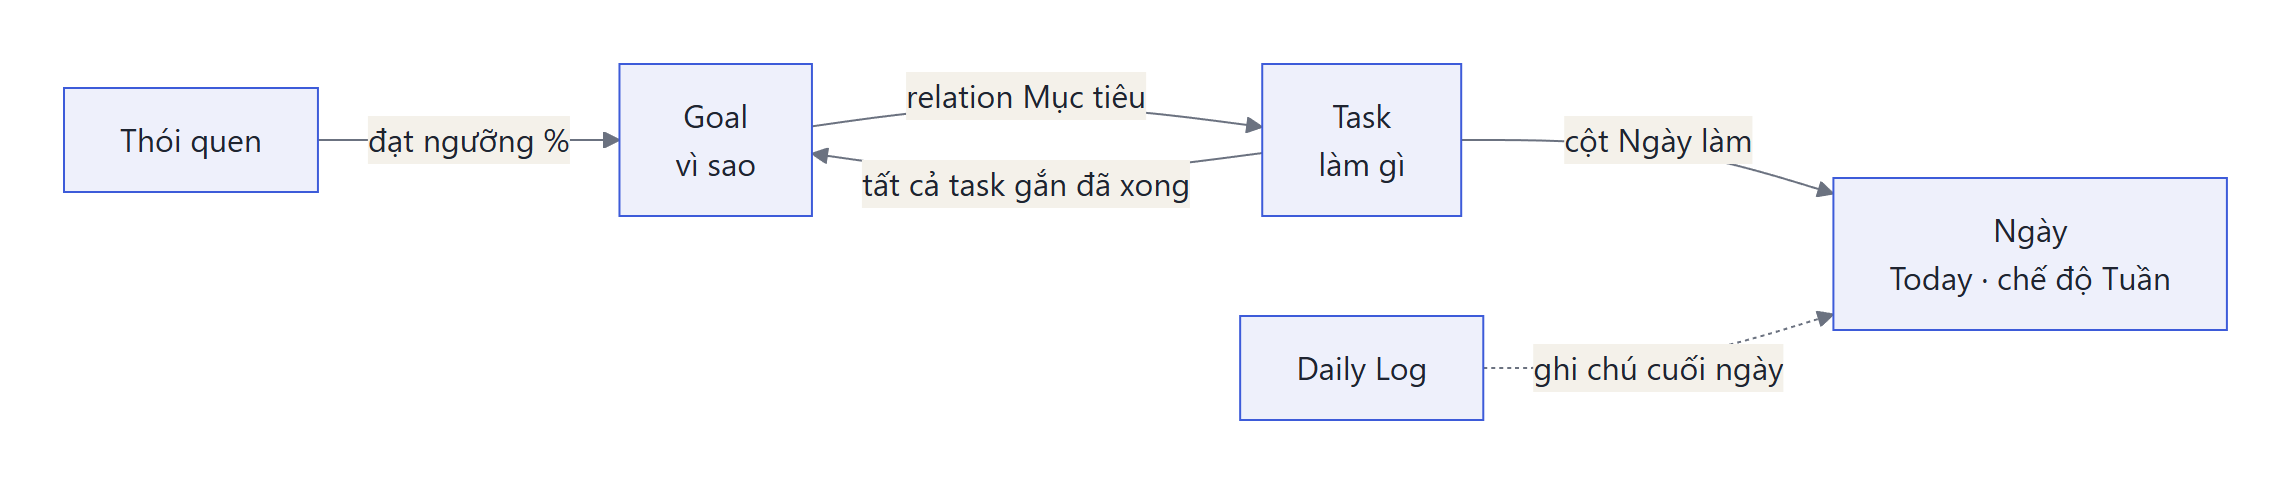 Thói quen
đạt ngưỡng %
Goal
vì sao
relation Mục tiêu
tất cả task gắn đã xong
Task
làm gì
cột Ngày làm
Ngày
Today · chế độ Tuần
Daily Log
ghi chú cuối ngày